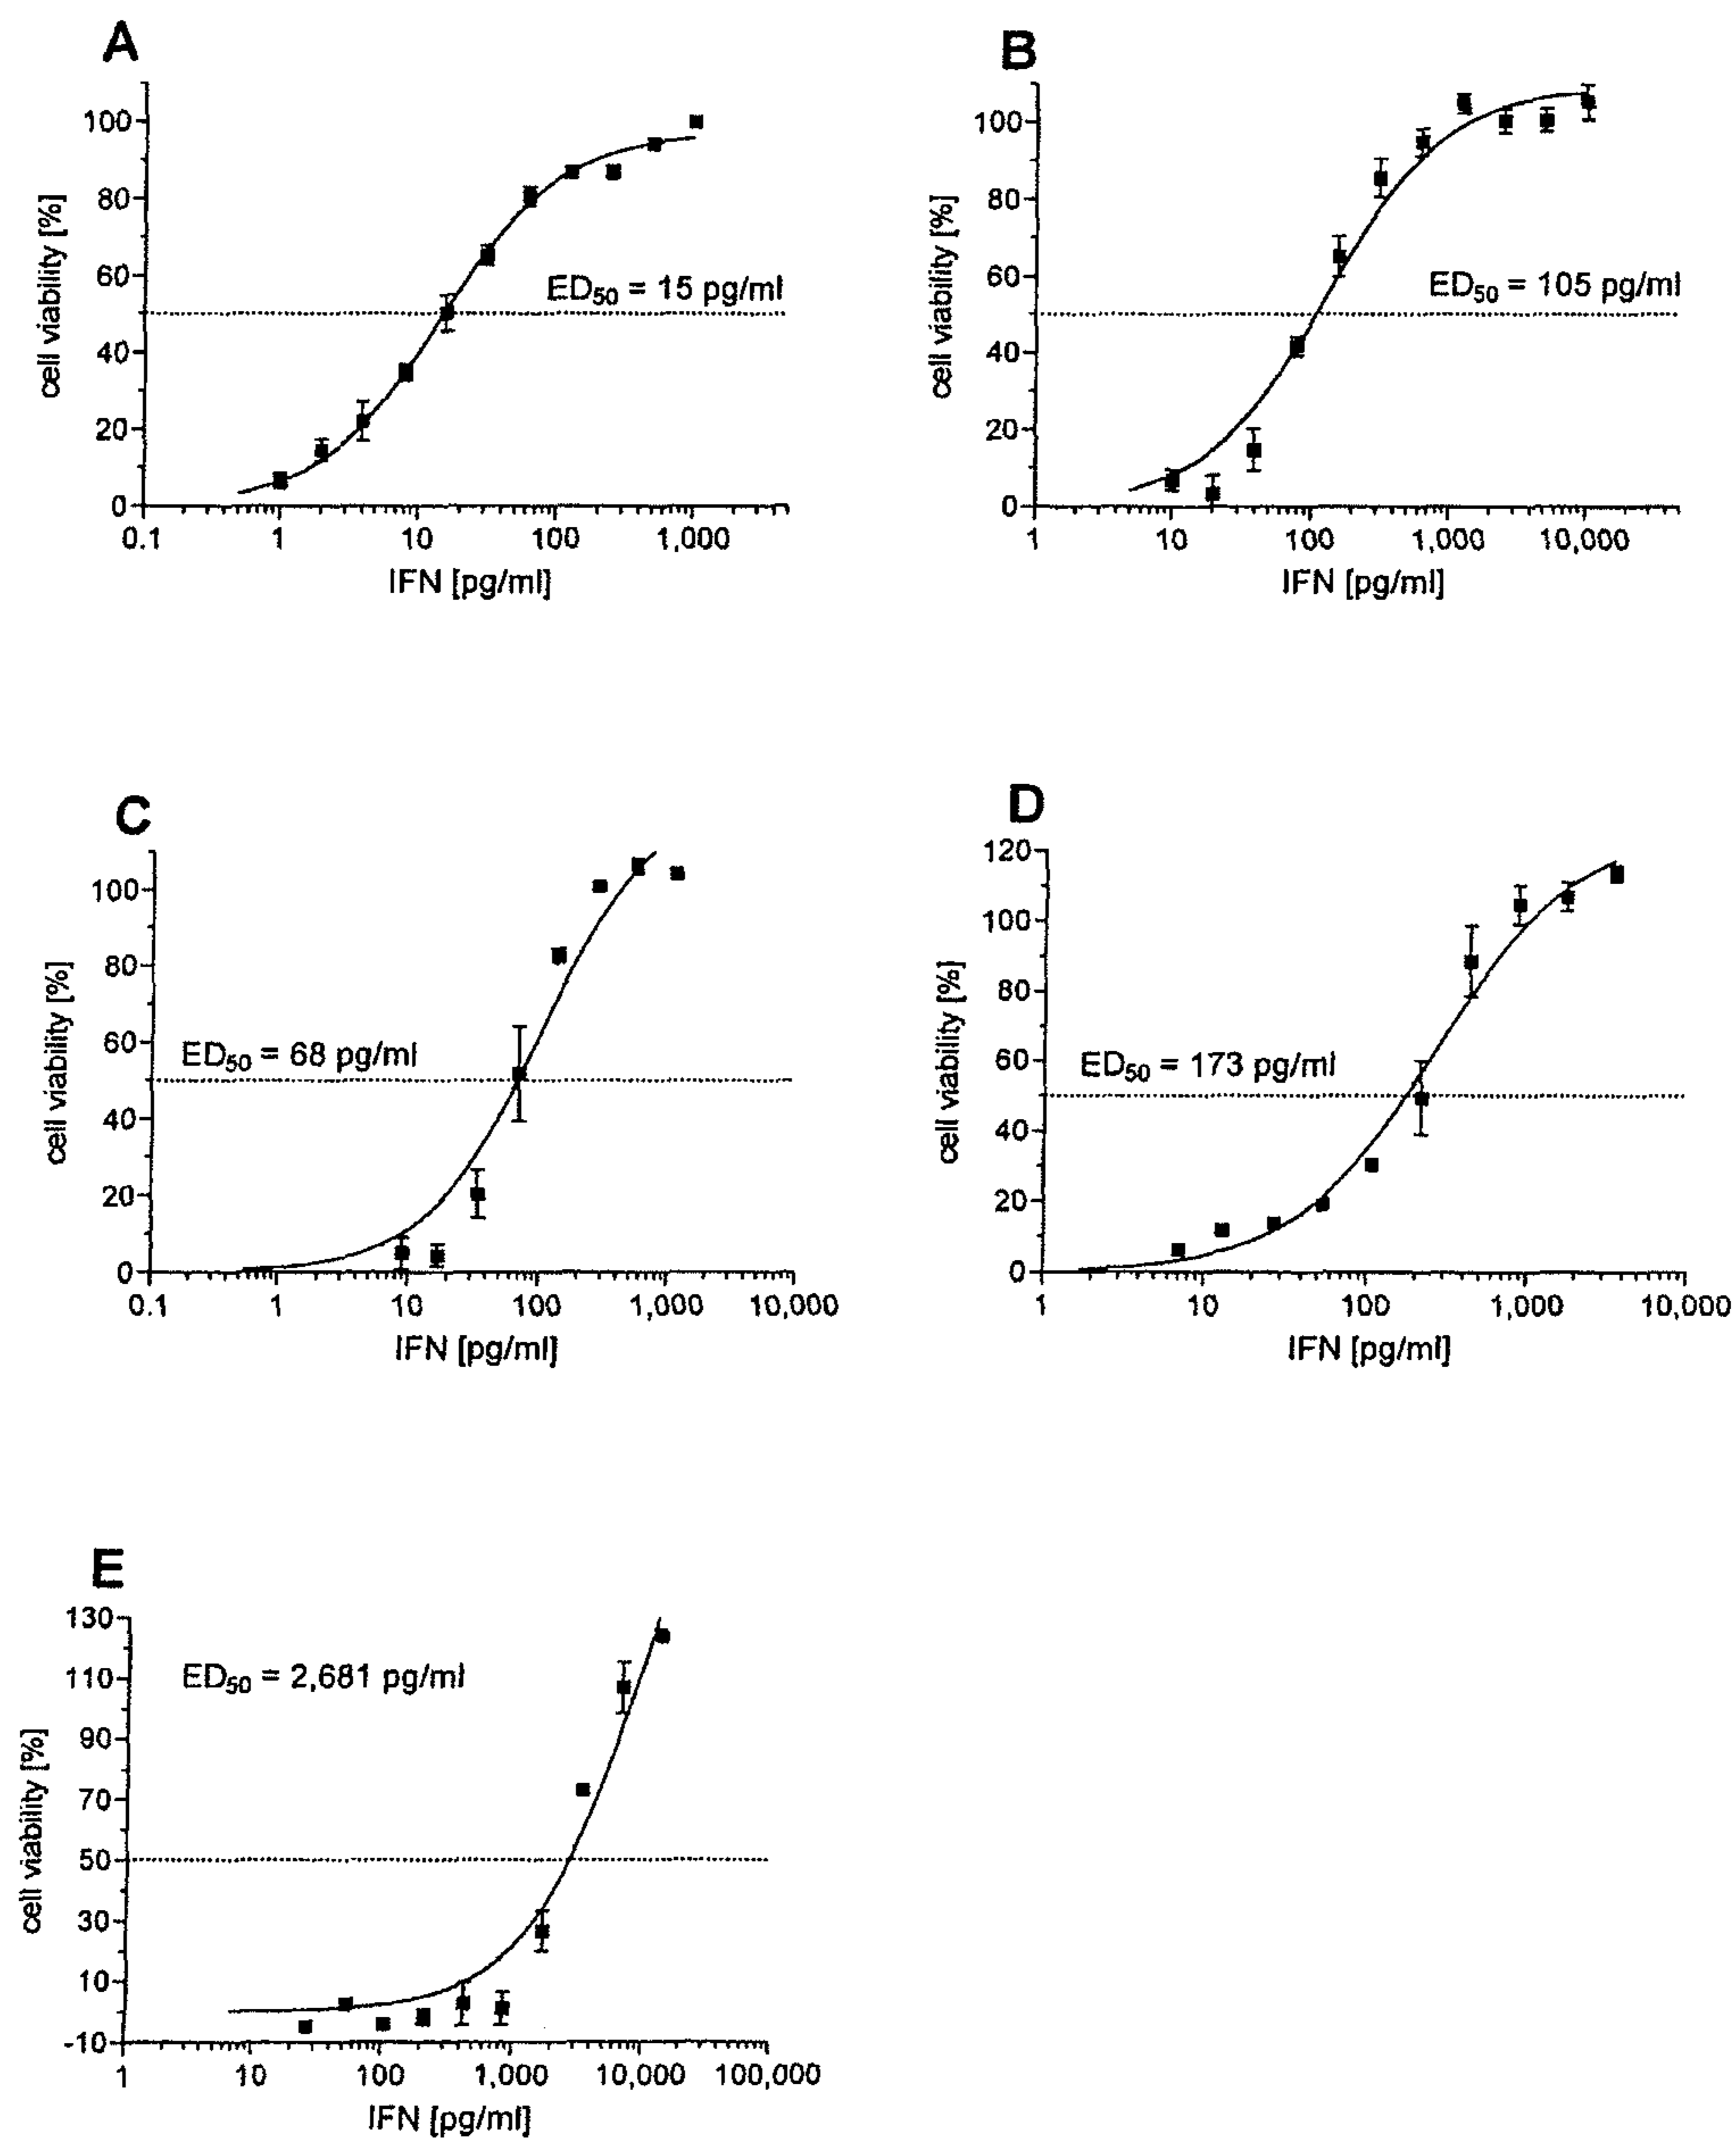 A
cell viability [%]
100
80
60
40
20
0
ED50 = 15 pg/ml
0.1 1 10 100 1,000
IFN [pg/ml]
B
cell viability [%]
100
80
60
40
20
0
ED50 = 105 pg/ml
1 10 100 1,000 10,000
IFN [pg/ml]
C
cell viability [%]
100
80
60
40
20
0
ED50 = 68 pg/ml
0.1 1 10 100 1,000 10,000
IFN [pg/ml]
D
cell viability [%]
120
100
80
60
40
20
0
ED50 = 173 pg/ml
1 10 100 1,000 10,000
IFN [pg/ml]
E
cell viability [%]
130
110
90
70
50
30
10
-10
ED50 = 2,681 pg/ml
1 10 100 1,000 10,000 100,000
IFN [pg/ml]